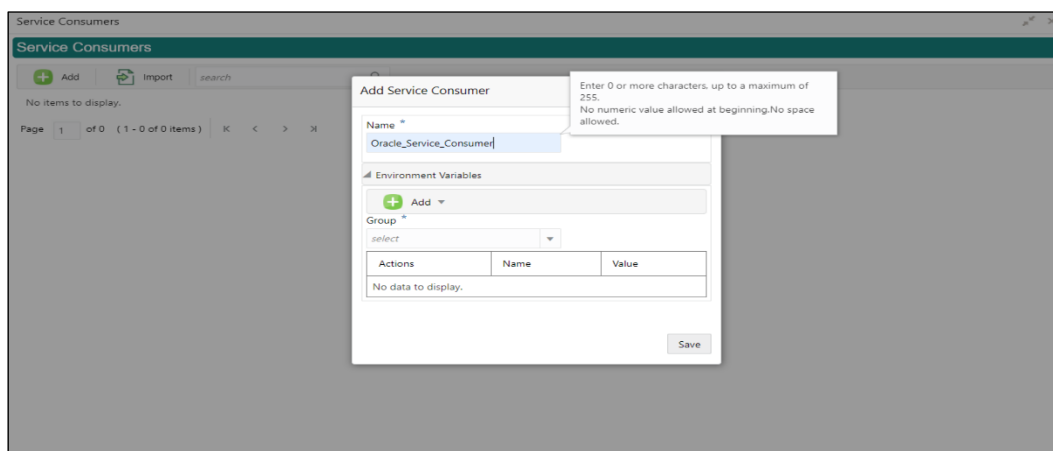 Service Consumers
Service Consumers
Add Import search
No items to display.
Page 1 of 0 (1 - 0 of 0 items) K < > >|
Add Service Consumer
Enter 0 or more characters, up to a maximum of
255.
No numeric value allowed at beginning.No space
allowed.
Name *
Oracle_Service_Consumer
Environment Variables
Add
Group *
select
Actions Name Value
No data to display.
Save